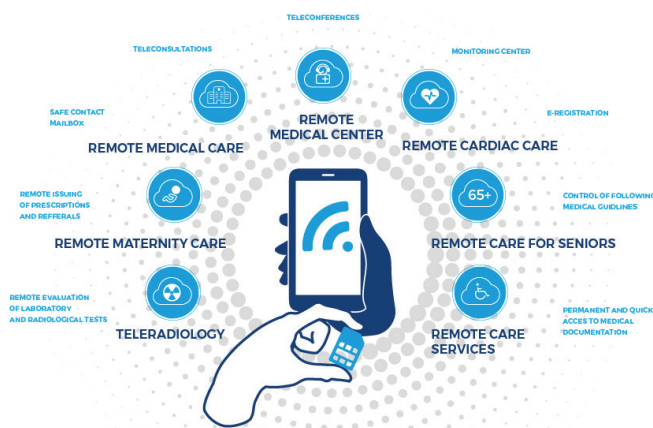 TELECONFERENCES
TELECONSULTATIONS
MONITORING CENTER
SAFE CONTACT
MAILBOX
REMOTE
MEDICAL CENTER
E-REGISTRATION
REMOTE MEDICAL CARE
REMOTE CARDIAC CARE
REMOTE ISSUING
OF PRESCRIPTIONS
AND REFFERALS
65+
CONTROL OF FOLLOWING
MEDICAL GUIDLINES
REMOTE MATERNITY CARE
REMOTE CARE FOR SENIORS
REMOTE EVALUATION
OF LABORATORY
AND RADIOLOGICAL TESTS
TELERADIOLOGY
REMOTE CARE
SERVICES
PERMANENT AND QUICK
ACCES TO MEDICAL
DOCUMENTATION